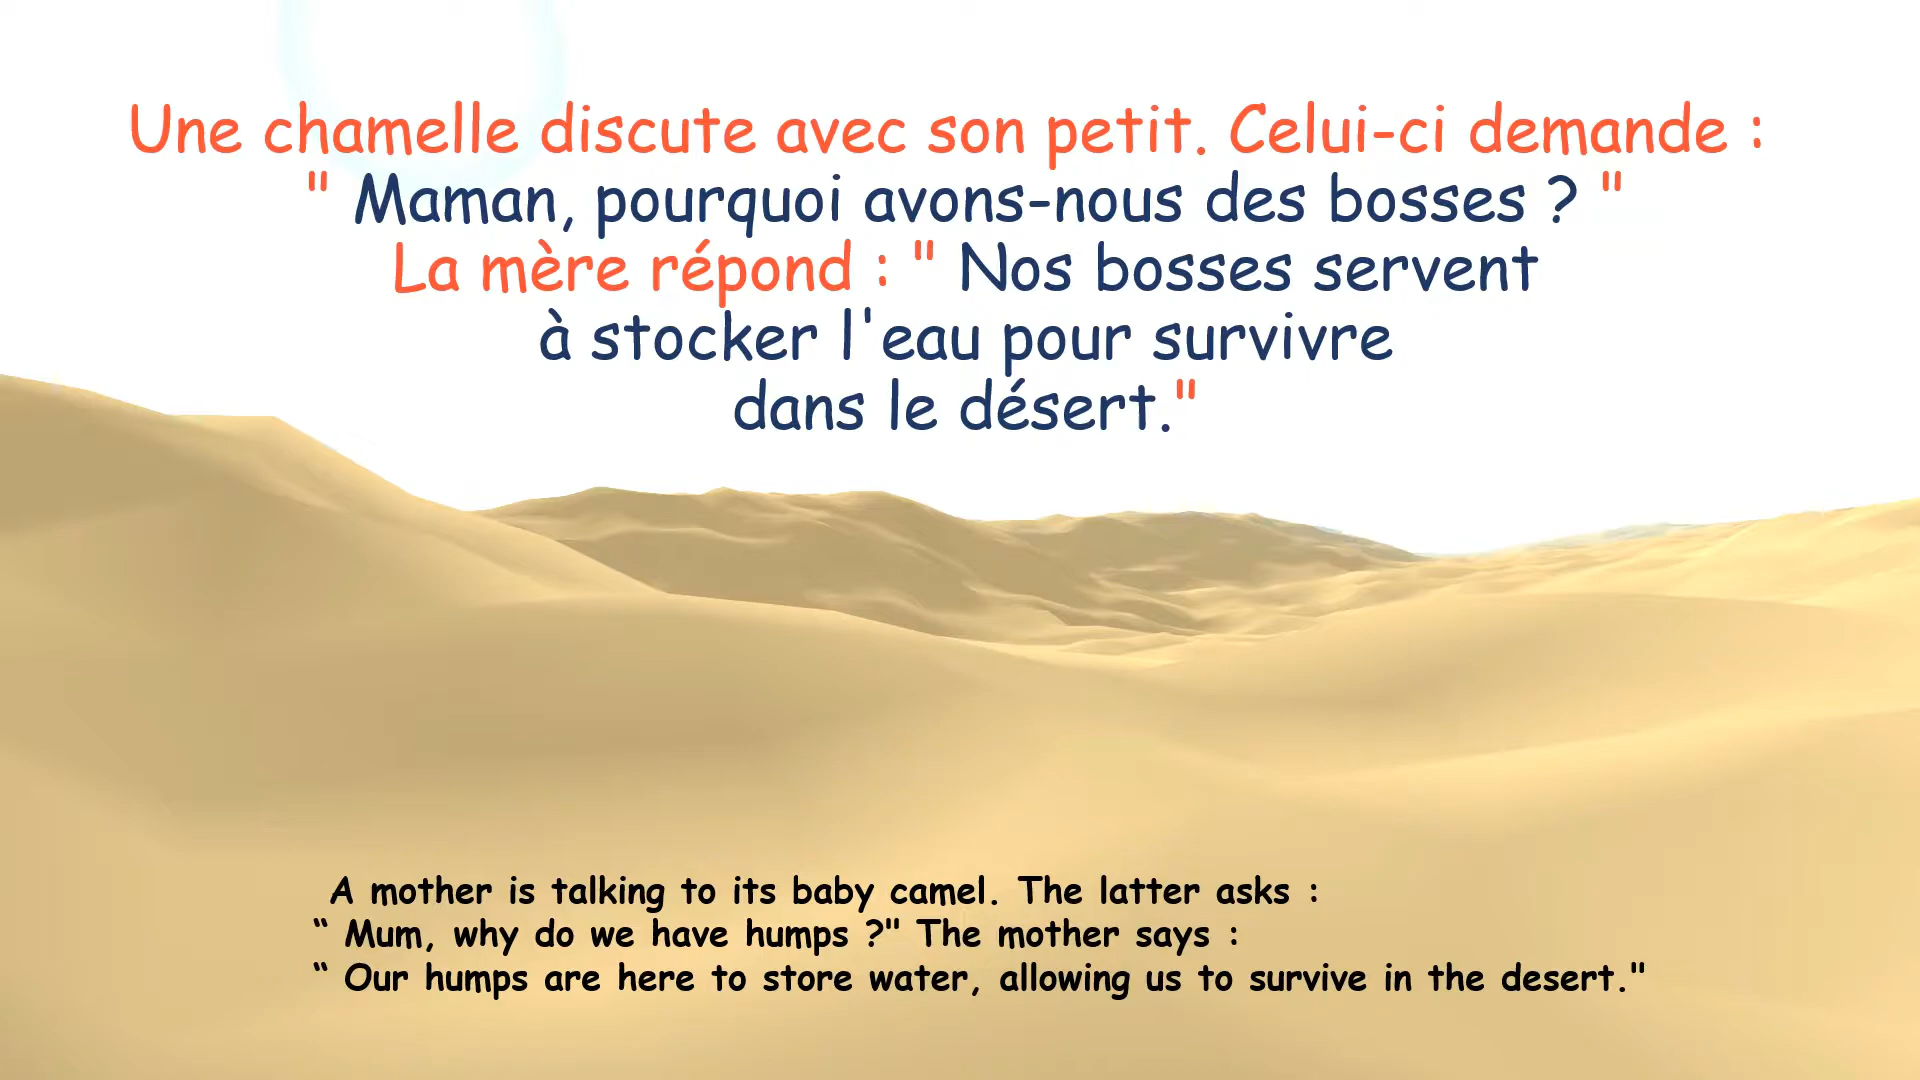 Une chamelle discute avec son petit. Celui-ci demande :
" Maman, pourquoi avons-nous des bosses ? "
La mère répond : " Nos bosses servent
à stocker l'eau pour survivre
dans le désert."
A mother is talking to its baby camel. The latter asks :
“ Mum, why do we have humps ?" The mother says :
“ Our humps are here to store water, allowing us to survive in the desert."